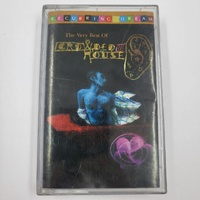 RECURRING DREAM
The Very Best Of
CROWDED
HOUSE